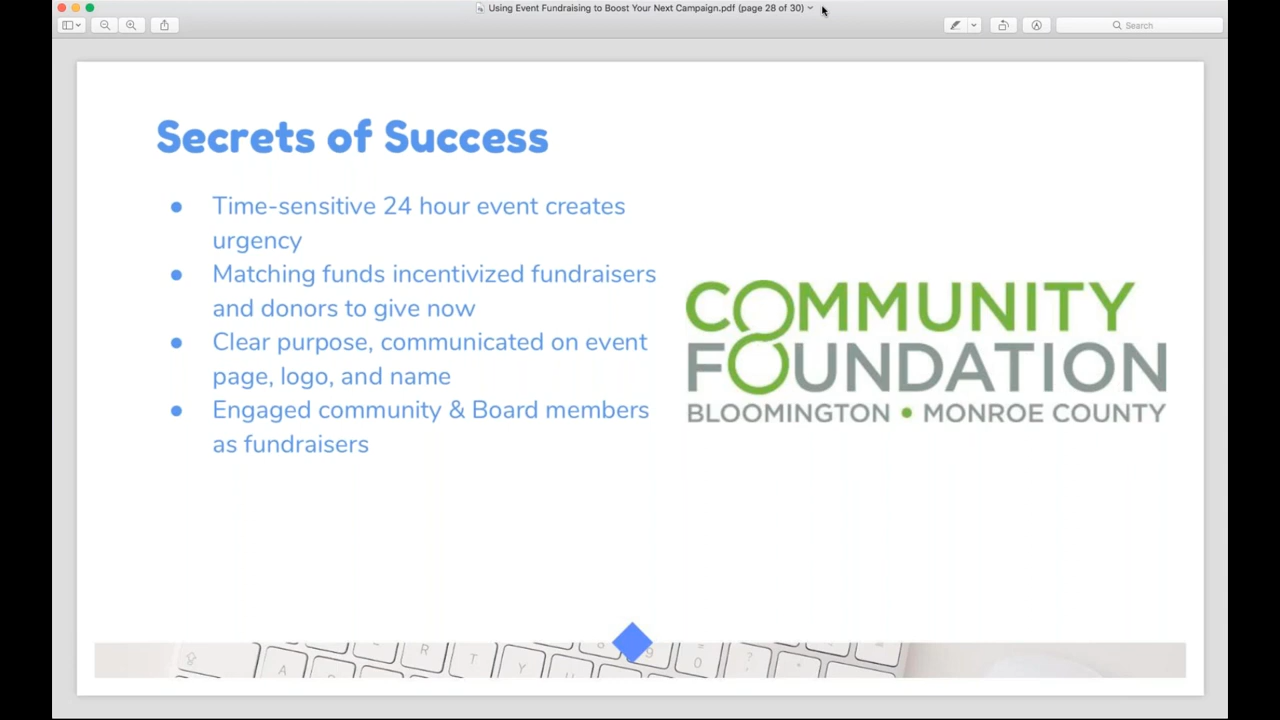 Using Event Fundraising to Boost Your Next Campaign.pdf (page 28 of 30)
Search
Secrets of Success
● Time-sensitive 24 hour event creates
urgency
● Matching funds incentivized fundraisers
and donors to give now
● Clear purpose, communicated on event
page, logo, and name
● Engaged community & Board members
as fundraisers
COMMUNITY
FOUNDATION
BLOOMINGTON • MONROE COUNTY
R
T
Y
A
9
0
?